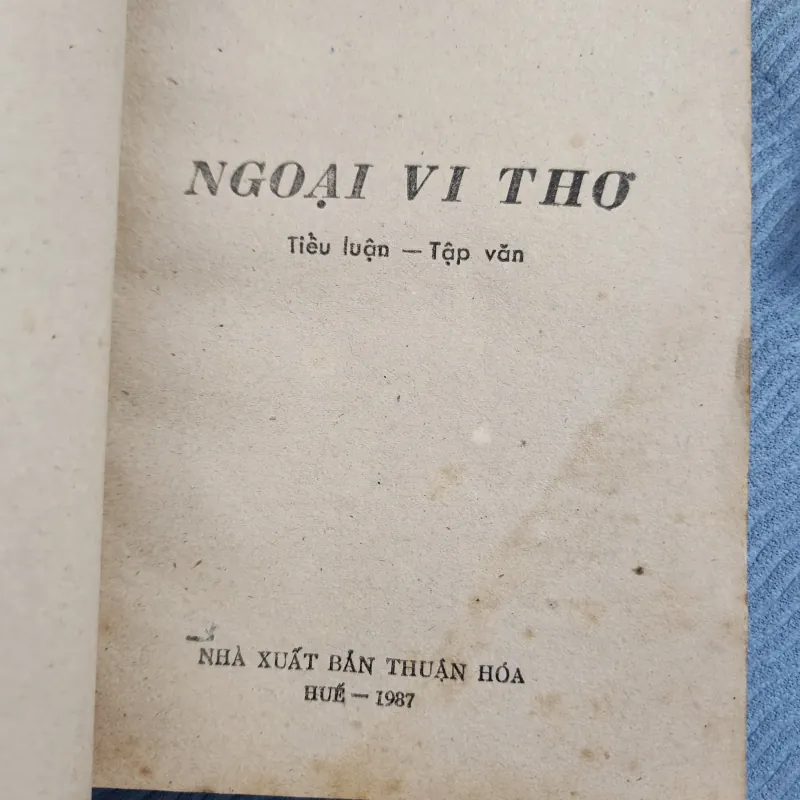 NGOẠI VI THƠ
Tiểu luận — Tập văn
NHÀ XUẤT BẢN THUẬN HÓA
HUẾ — 1987